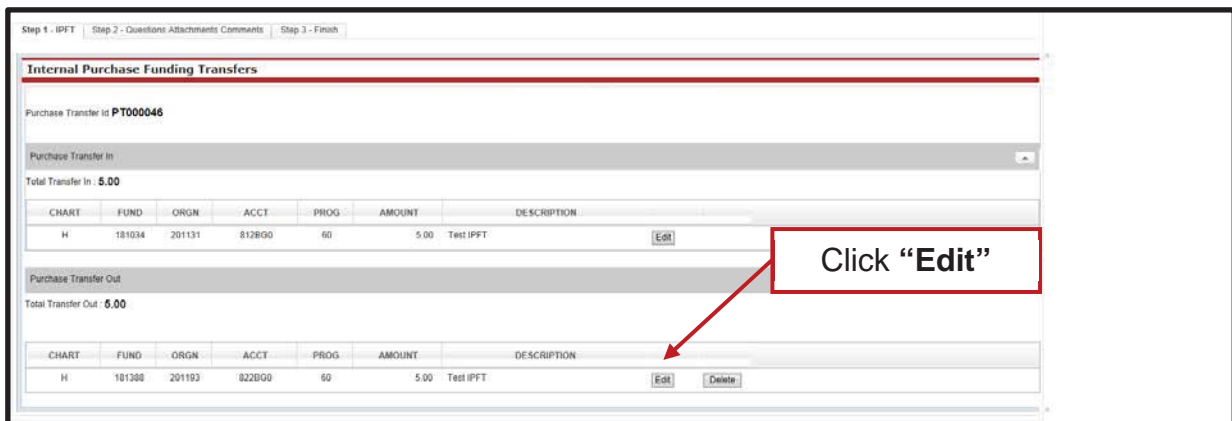 Step 1 - IPFT Step 2 - Questions Attachments Comments Step 3 - Finish
Internal Purchase Funding Transfers
Purchase Transfer Id PT000046
Purchase Transfer In
Total Transfer In : 5.00
CHART FUND ORGN ACCT PROG AMOUNT DESCRIPTION
H 181034 201131 812BG0 60 5.00 Test IPFT Edit
Click “Edit”
Purchase Transfer Out
Total Transfer Out : 5.00
CHART FUND ORGN ACCT PROG AMOUNT DESCRIPTION
H 181388 201193 822BG0 60 5.00 Test IPFT Edit Delete